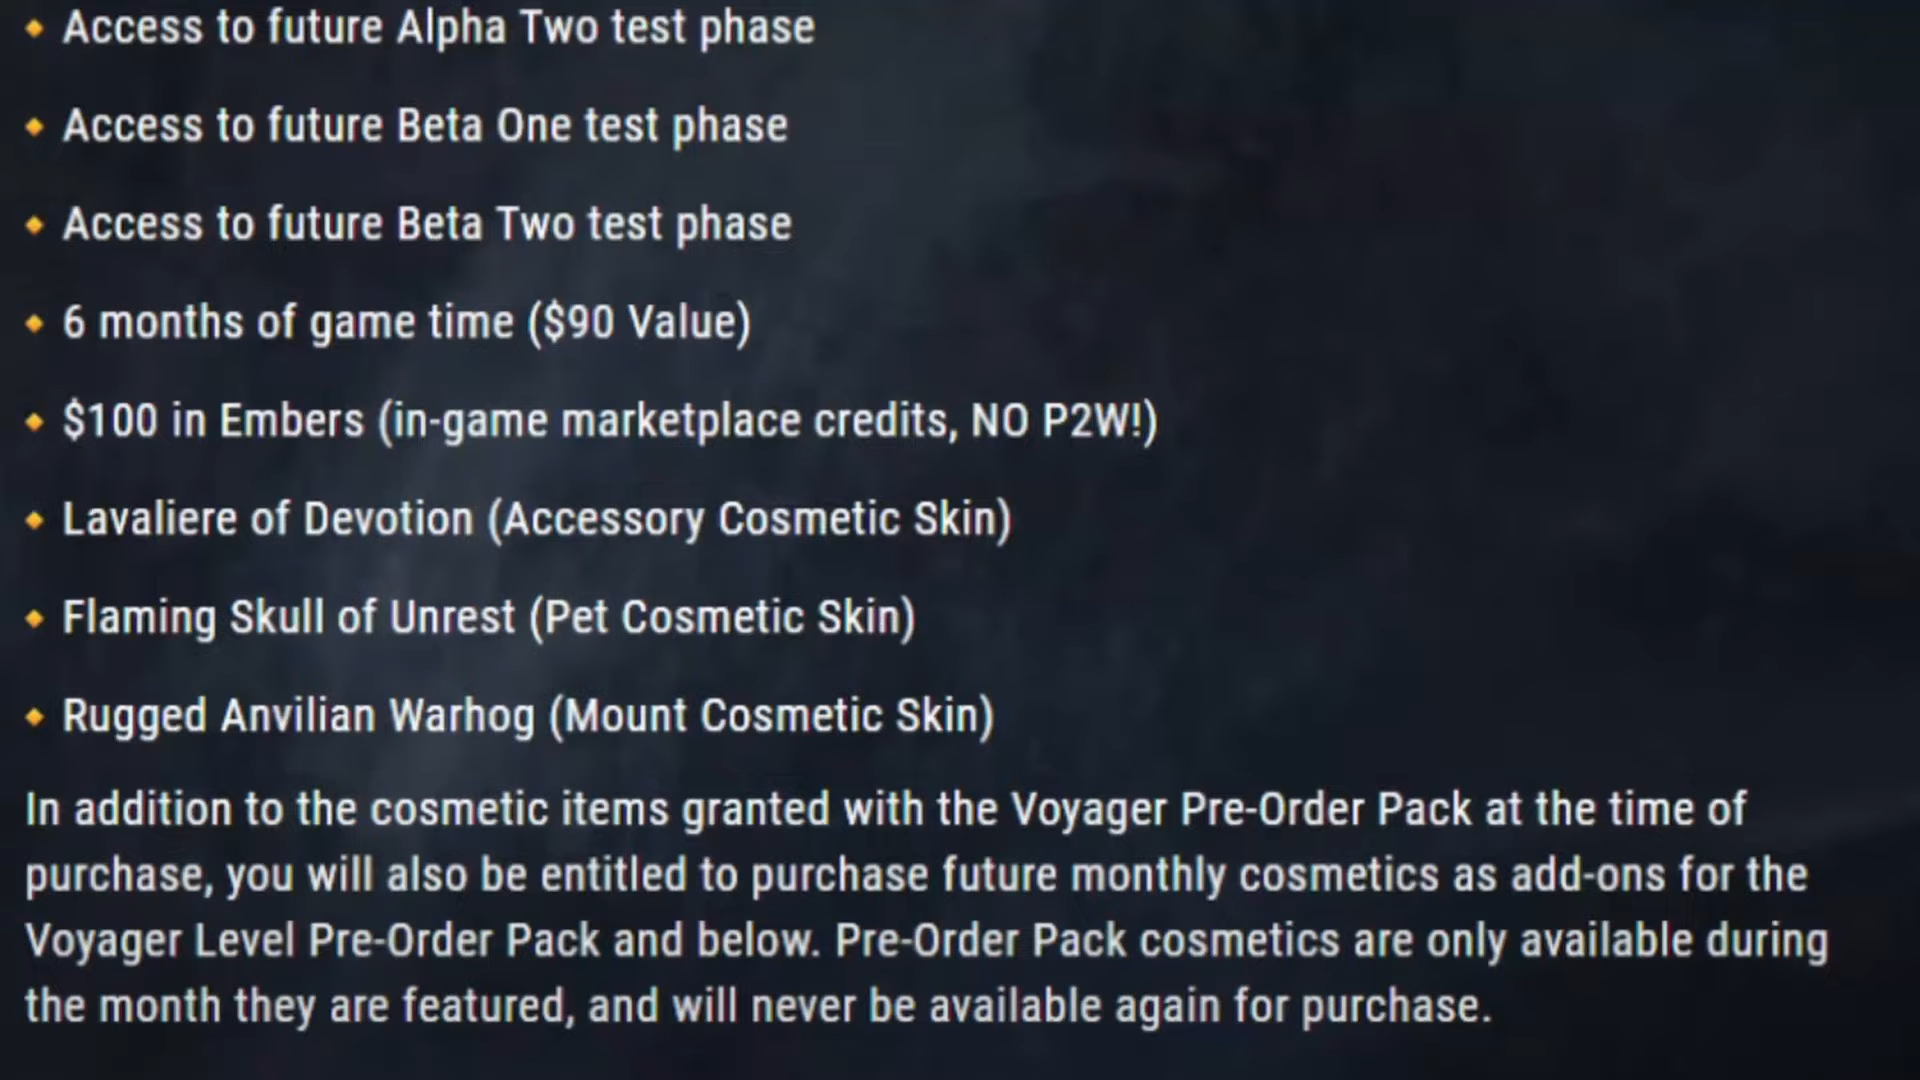 Access to future Alpha Two test phase
Access to future Beta One test phase
Access to future Beta Two test phase
6 months of game time ($90 Value)
$100 in Embers (in-game marketplace credits, NO P2W!)
Lavaliere of Devotion (Accessory Cosmetic Skin)
Flaming Skull of Unrest (Pet Cosmetic Skin)
Rugged Anvilian Warhog (Mount Cosmetic Skin)
In addition to the cosmetic items granted with the Voyager Pre-Order Pack at the time of
purchase, you will also be entitled to purchase future monthly cosmetics as add-ons for the
Voyager Level Pre-Order Pack and below. Pre-Order Pack cosmetics are only available during
the month they are featured, and will never be available again for purchase.